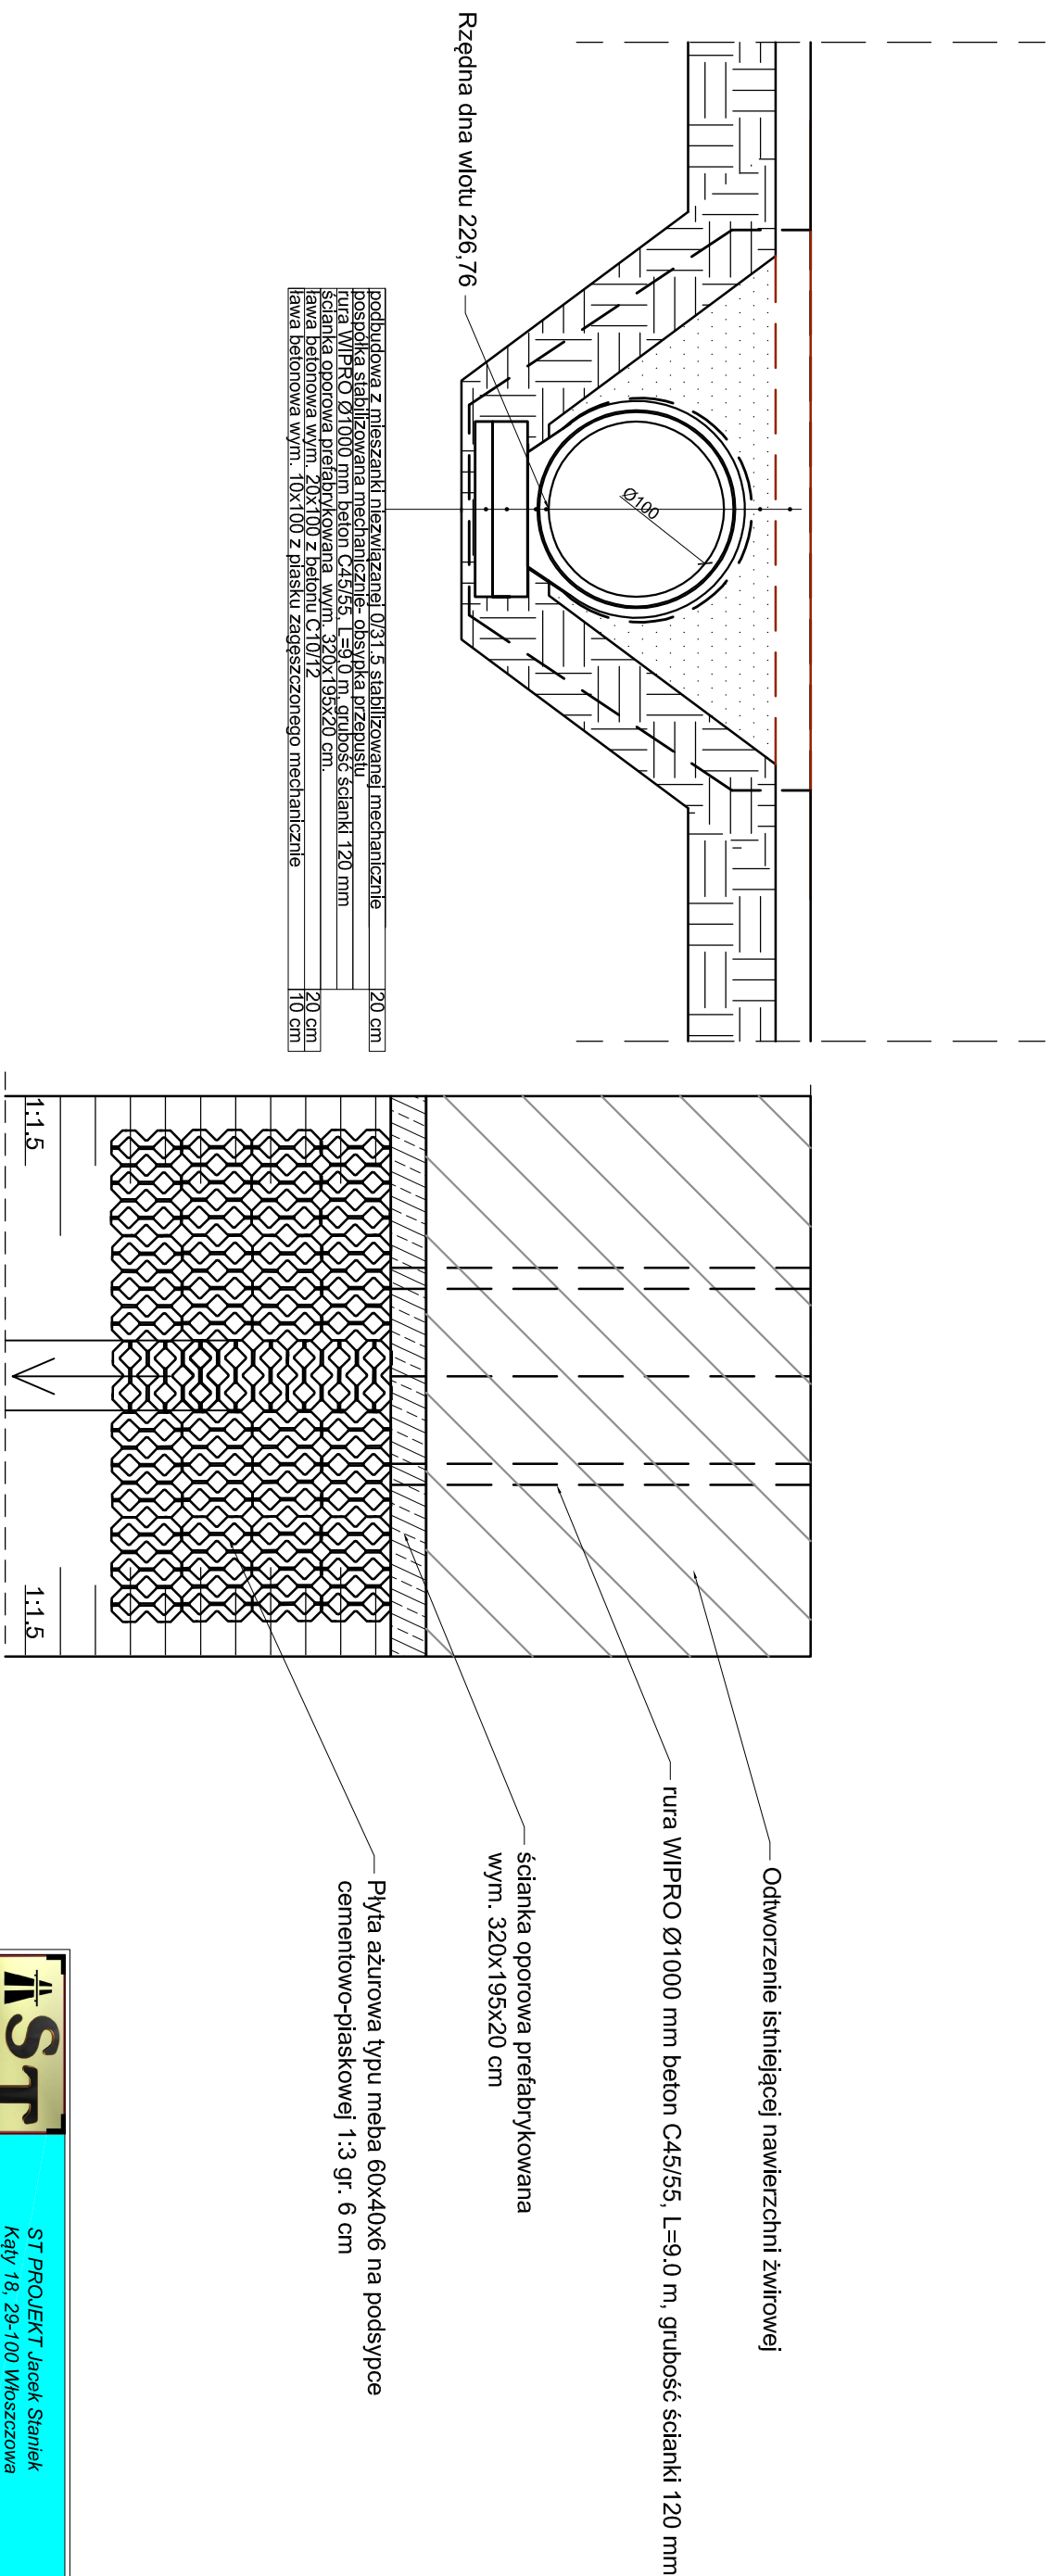 Rzędna dna wlotu 226,76
Ø100
podbudowa z mieszanki niezwiązanej 0/31.5 stabilizowanej mechanicznie 20 cm
pospółka stabilizowana mechanicznie- obsypka przepustu
rura WIPRO Ø1000 mm beton C45/55, L=9,0 m, grubość ścianki 120 mm
ścianka oporowa prefabrykowana wym. 320x195x20 cm.
ława betonowa wym. 20x100 z betonu C10/12 20 cm
ława betonowa wym. 10x100 z piasku zagęszczonego mechanicznie 10 cm
1:1.5
1:1.5
Odtworzenie istniejącej nawierzchni żwirowej
rura WIPRO Ø1000 mm beton C45/55, L=9.0 m, grubość ścianki 120 mm
ścianka oporowa prefabrykowana
wym. 320x195x20 cm
Płyta ażurowa typu meba 60x40x6 na podsypce
cementowo-piaskowej 1:3 gr. 6 cm
ST
ST PROJEKT Jacek Staniek
Kąty 18, 29-100 Włoszczowa